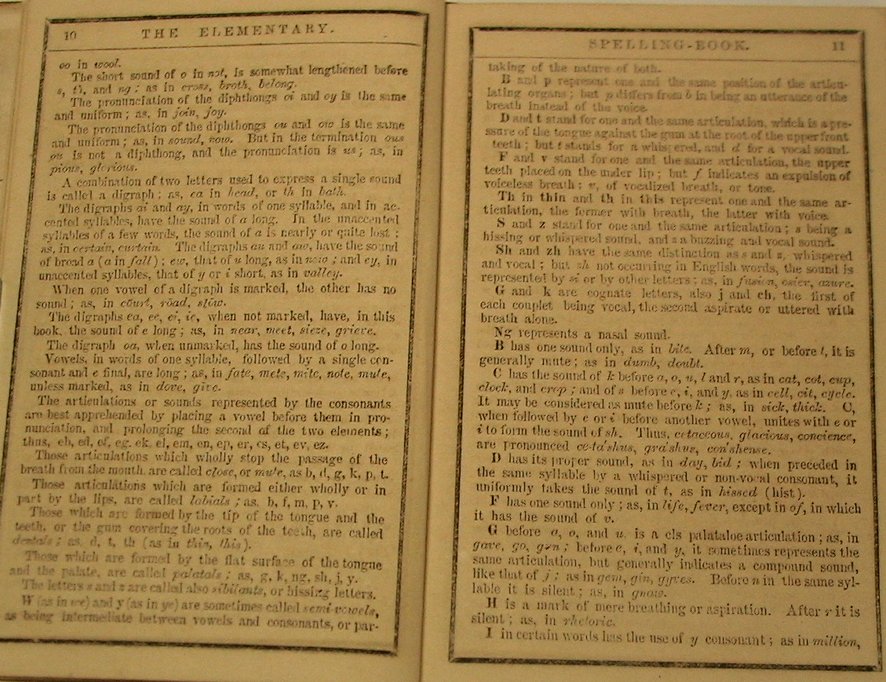 10 THE ELEMENTARY.
oo in wool.
The short sound of o in not, is somewhat lengthened before
s, th, and ng; as in cross, broth, belong.
The pronunciation of the diphthongs oi and oy is the same
and uniform; as, in join, joy.
The pronunciation of the diphthongs ou and ow is the same
and uniform; as, in sound, now. But in the termination ous
ou is not a diphthong, and the pronunciation is us; as, in
pious, glorious.
A combination of two letters used to express a single sound
is called a digraph; as, ea in head, or th in bath.
The digraphs ai and ay, in words of one syllable, and in ac-
cented syllables, have the sound of a long. In the unaccented
syllables of a few words, the sound of a is nearly or quite lost;
as, in certain, curtain. The digraphs au and aw, have the sound
of broad a (a in fall); ew, that of u long, as in new; and ey, in
unaccented syllables, that of y or i short, as in valley.
When one vowel of a digraph is marked, the other has no
sound; as, in court, road, slow.
The digraphs ea, ee, ei, ie, when not marked, have, in this
book, the sound of e long; as, in near, meet, sieze, grieve.
The digraph oa, when unmarked, has the sound of o long.
Vowels, in words of one syllable, followed by a single con-
sonant and e final, are long; as, in fate, mete, mite, note, mute,
unless marked, as in dove, give.
The articulations or sounds represented by the consonants
are best apprehended by placing a vowel before them in pro-
nunciation, and prolonging the second of the two elements;
thus, eb, ed, ef, eg, ek, el, em, en, ep, er, es, et, ev, ez.
Those articulations which wholly stop the passage of the
breath from the mouth, are called close, or mute, as b, d, g, k, p, t.
Those articulations which are formed either wholly or in
part by the lips, are called labials; as, b, f, m, p, v.
Those which are formed by the tip of the tongue and the
teeth, or the gum covering the roots of the teeth, are called
dentals; as, d, t, th (as in thin, this).
Those which are formed by the flat surface of the tongue
and the palate, are called palatals; as, g, k, ng, sh, j, y.
The letters s and z are called also sibilants, or hissing letters.
W (as in we) and y (as in ye) are sometimes called semi-vowels,
as being intermediate between vowels and consonants, or par-
SPELLING-BOOK. 11
taking of the nature of both.
B and p represent one and the same position of the articu-
lating organs; but p differs from b in being an utterance of the
breath instead of the voice.
D and t stand for one and the same articulation, which is a pre-
ssure of the tongue against the gum at the root of the upper front
teeth; but t stands for a whispered, and d for a vocal sound.
F and v stand for one and the same articulation, the upper
teeth placed on the under lip; but f indicates an expulsion of
voiceless breath; v, of vocalized breath, or tone.
Th in thin and th in this represent one and the same ar-
ticulation, the former with breath, the latter with voice.
S and z stand for one and the same articulation; s being a
hissing or whispered sound, and z a buzzing and vocal sound.
Sh and zh have the same distinction as s and z, whispered
and vocal; but zh not occurring in English words, the sound is
represented by si or by other letters; as, in fusion, osier, azure.
G and k are cognate letters, also j and ch, the first of
each couplet being vocal, the second aspirate or uttered with
breath alone.
Ng represents a nasal sound.
B has one sound only, as in bite. After m, or before t, it is
generally mute; as in dumb, doubt.
C has the sound of k before a, o, u, l and r, as in cat, cot, cup,
clock, and crop; and of s before e, i, and y, as in cell, cit, cycle.
It may be considered as mute before k; as, in sick, thick. C,
when followed by e or i before another vowel, unites with e or
i to form the sound of sh. Thus, cetaceous, glacious, concience,
are pronounced ce-ta'shus, gra'shus, con'shense.
D has its proper sound, as in day, bid; when preceded in
the same syllable by a whispered or non-vocal consonant, it
uniformly takes the sound of t, as in hissed (hist).
F has one sound only; as, in life, fever, except in of, in which
it has the sound of v.
G before a, o, and u, is a cls palataloe articulation; as, in
gave, go, gun; before e, i, and y, it sometimes represents the
same articulation, but generally indicates a compound sound,
like that of j; as in gem, gin, gyves. Before n in the same syl-
lable it is silent; as, in gnaw.
H is a mark of mere breathing or aspiration. After r it is
silent; as, in rhetoric.
I in certain words has the use of y consonant; as in million,